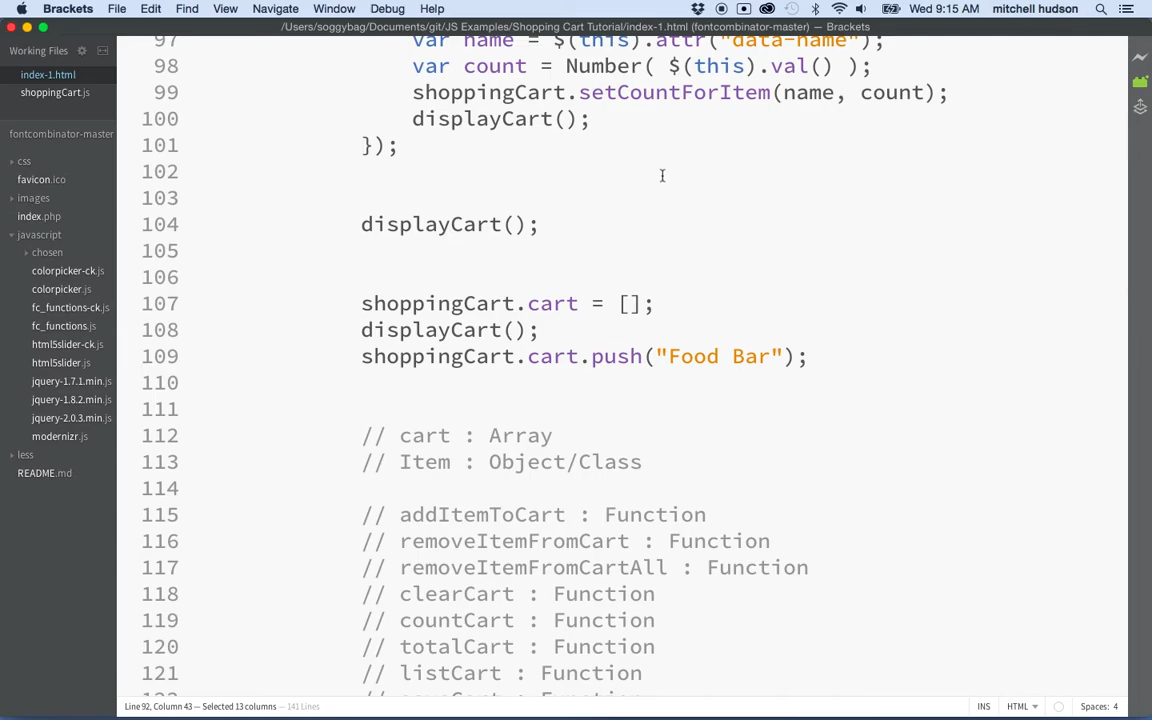 Brackets File Edit Find View Navigate Window Debug Help Wed 9:15 AM mitchell hudson
/Users/soggybag/Documents/git/JS Examples/Shopping Cart Tutorial/index-1.html (fontcombinator-master) — Brackets
Working Files
index-1.html
shoppingCart.js
fontcombinator-master
css
favicon.ico
images
index.php
javascript
chosen
colorpicker-ck.js
colorpicker.js
fc_functions-ck.js
fc_functions.js
html5slider-ck.js
html5slider.js
jquery-1.7.1.min.js
jquery-1.8.2.min.js
jquery-2.0.3.min.js
modernizr.js
less
README.md
97 var name = $(this).attr("data-name");
98 var count = Number( $(this).val() );
99 shoppingCart.setCountForItem(name, count);
100 displayCart();
101 });
102
103
104 displayCart();
105
106
107 shoppingCart.cart = [];
108 displayCart();
109 shoppingCart.cart.push("Food Bar");
110
111
112 // cart : Array
113 // Item : Object/Class
114
115 // addItemToCart : Function
116 // removeItemFromCart : Function
117 // removeItemFromCartAll : Function
118 // clearCart : Function
119 // countCart : Function
120 // totalCart : Function
121 // listCart : Function
Line 92, Column 43 — Selected 13 columns — 141 Lines INS HTML Spaces: 4